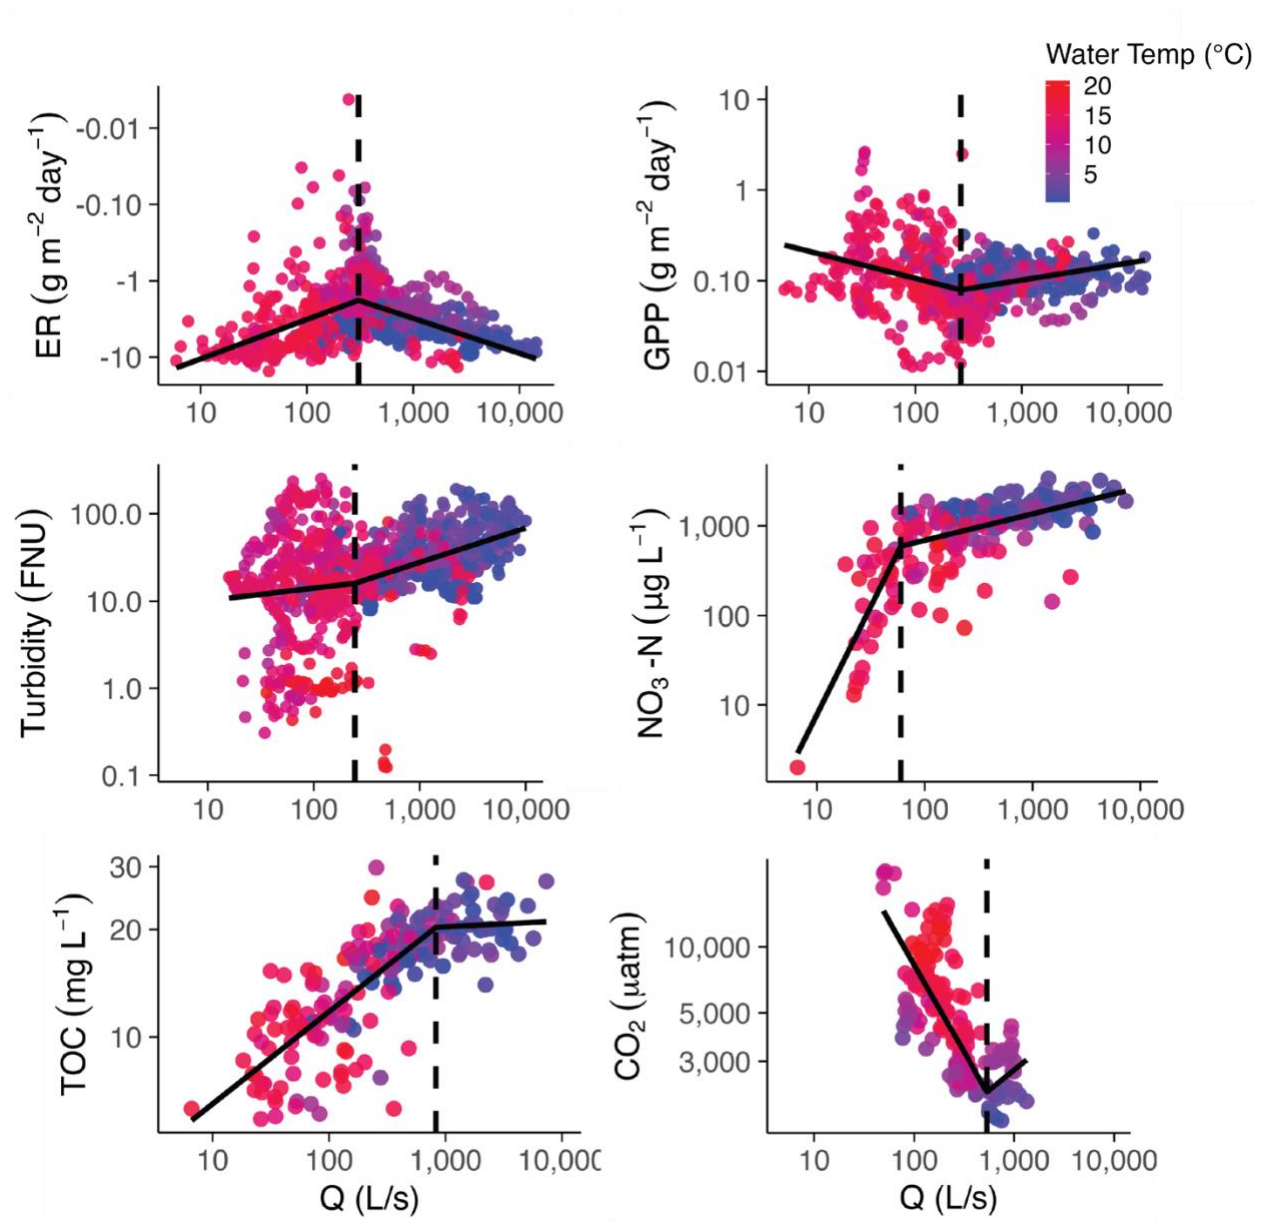 Water Temp (°C)
20
15
10
5
ER (g m⁻² day⁻¹)
-0.01
-0.10
-1
-10
10 100 1,000 10,000
GPP (g m⁻² day⁻¹)
10
1
0.10
0.01
10 100 1,000 10,000
Turbidity (FNU)
100.0
10.0
1.0
0.1
10 100 1,000 10,000
NO₃ -N (µg L⁻¹)
1,000
100
10
10 100 1,000 10,000
TOC (mg L⁻¹)
30
20
10
10 100 1,000 10,000
Q (L/s)
CO₂ (µatm)
10,000
5,000
3,000
10 100 1,000 10,000
Q (L/s)